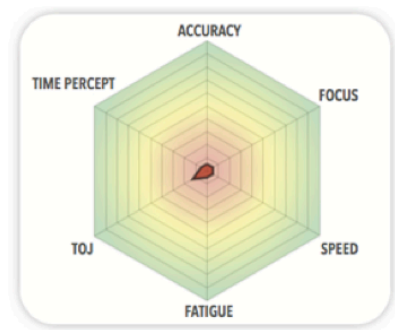 ACCURACY
TIME PERCEPT
FOCUS
TOJ
SPEED
FATIGUE